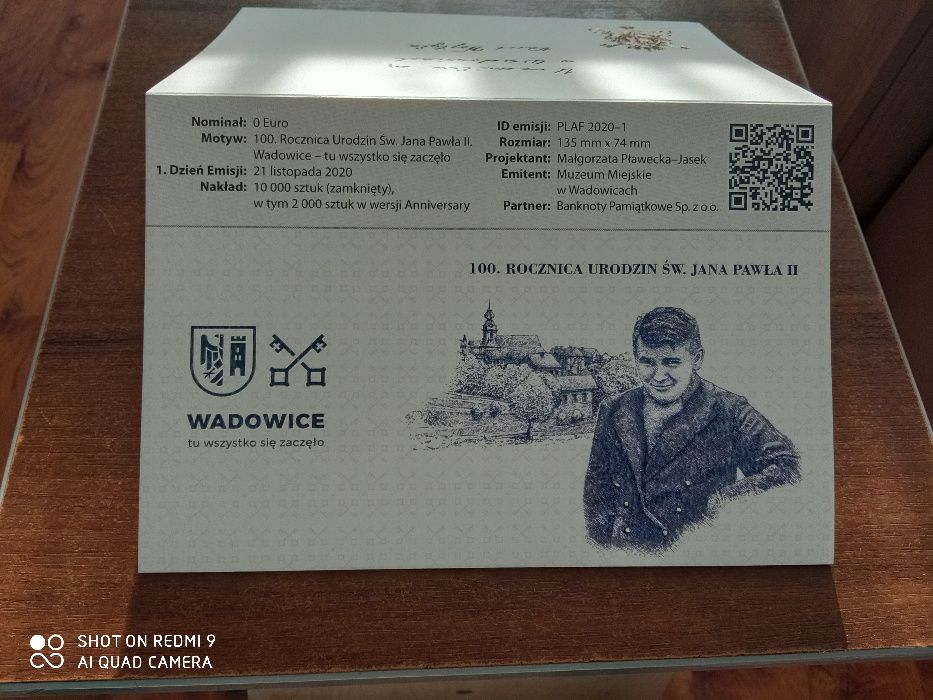 Nominał: 0 Euro
Motyw: 100. Rocznica Urodzin Św. Jana Pawła II.
Wadowice – tu wszystko się zaczęło
1. Dzień Emisji: 21 listopada 2020
Nakład: 10 000 sztuk (zamknięty),
w tym 2 000 sztuk w wersji Anniversary
ID emisji: PLAF 2020–1
Rozmiar: 135 mm x 74 mm
Projektant: Małgorzata Pławecka–Jasek
Emitent: Muzeum Miejskie
w Wadowicach
Partner: Banknoty Pamiątkowe Sp. z o.o.
100. ROCZNICA URODZIN ŚW. JANA PAWŁA II
WADOWICE
tu wszystko się zaczęło
SHOT ON REDMI 9
AI QUAD CAMERA